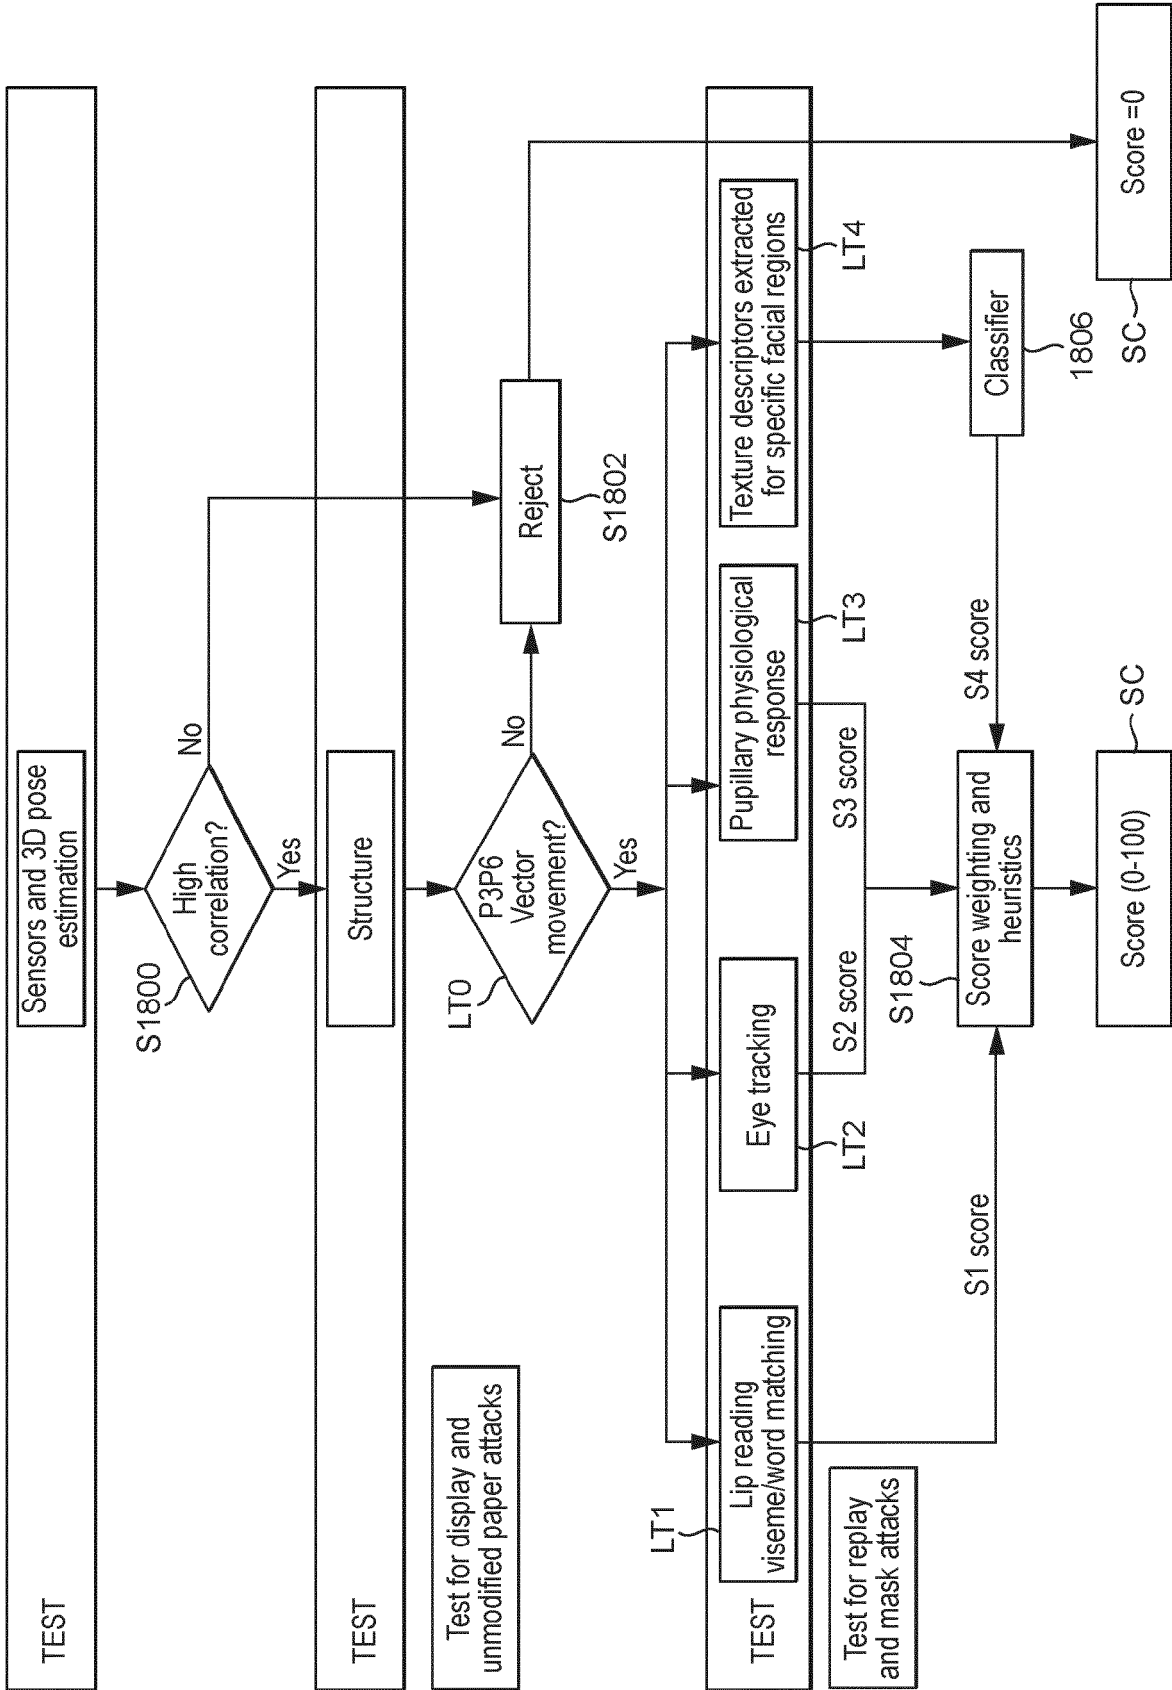 TEST
Sensors and 3D pose
estimation
S1800
High
correlation?
No
Yes
TEST
Structure
Test for display and
unmodified paper attacks
LT0
P3P6
Vector
movement?
No
Yes
Reject
S1802
TEST
LT1
Lip reading
viseme/word matching
Eye tracking
LT2
Pupillary physiological
response
LT3
Texture descriptors extracted
for specific facial regions
LT4
Test for replay
and mask attacks
S2 score
S3 score
S1 score
S1804
Score weighting and
heuristics
S4 score
Classifier
1806
Score (0-100)
SC
SC
Score =0